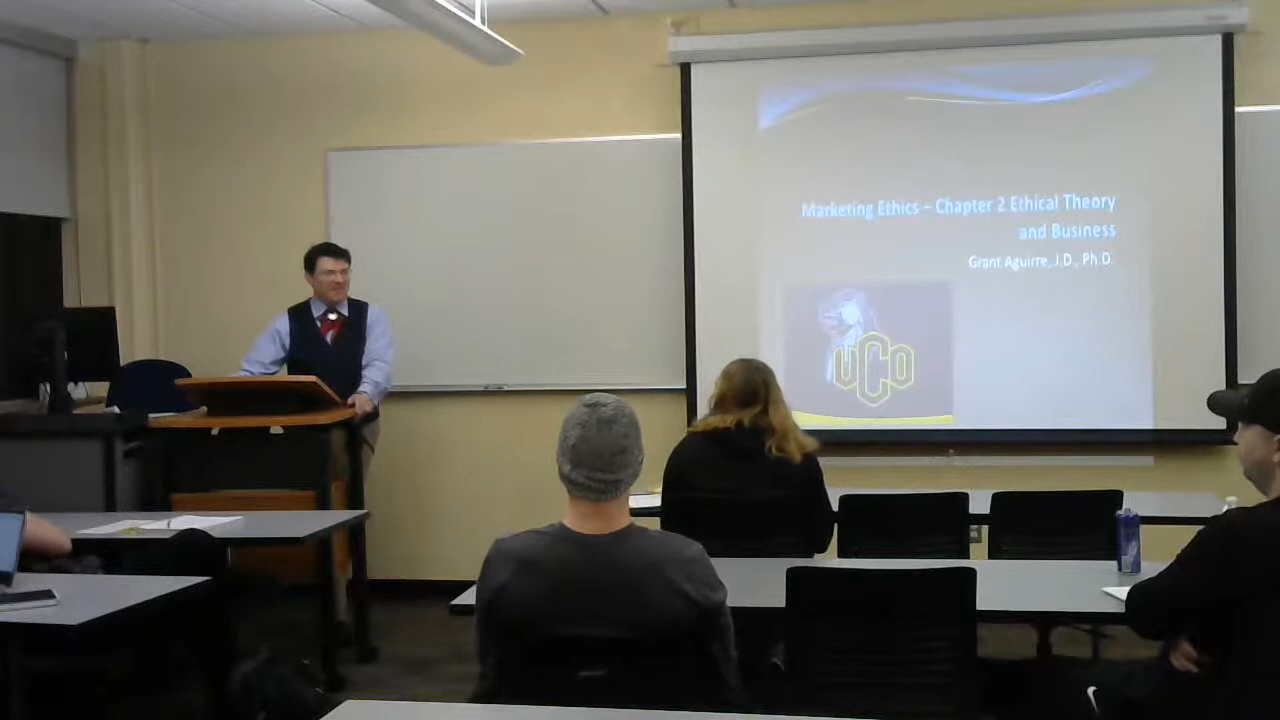 Marketing Ethics – Chapter 2 Ethical Theory
and Business
Grant Aguirre, J.D., Ph.D.
UCO